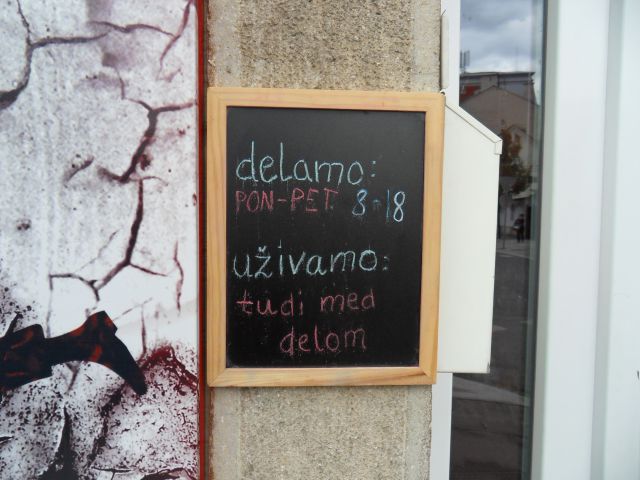 delamo:
PON-PET 8-18
uživamo:
tudi med
delom